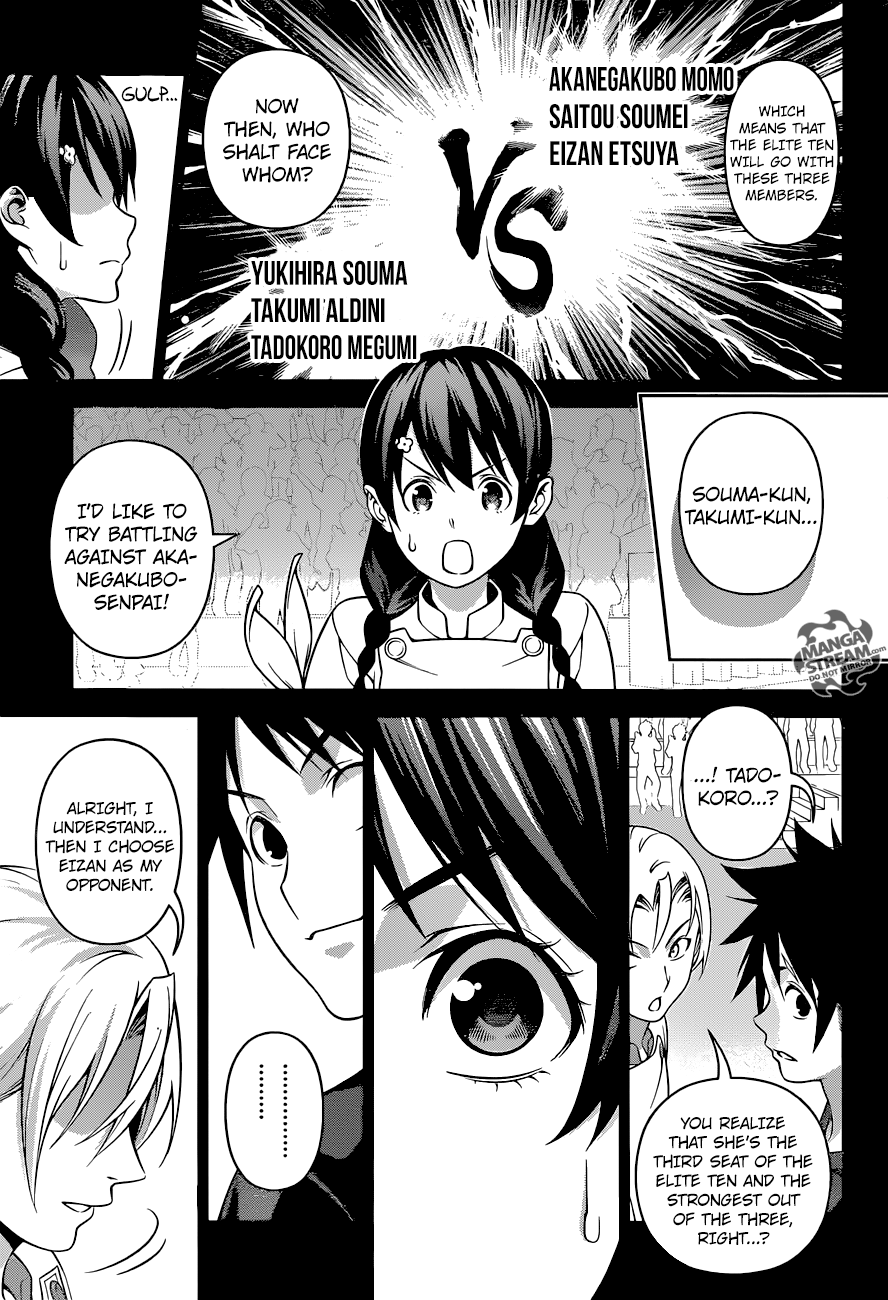 WHICH
MEANS THAT
THE ELITE TEN
WILL GO WITH
THESE THREE
MEMBERS.
AKANEGAKUBO MOMO
SAITOU SOUMEI
EIZAN ETSUYA
VS
YUKIHIRA SOUMA
TAKUMI ALDINI
TADOKORO MEGUMI
NOW
THEN, WHO
SHALT FACE
WHOM?
GULP...
SOUMA-KUN,
TAKUMI-KUN...
I'D LIKE TO
TRY BATTLING
AGAINST AKA-
NEGAKUBO-
SENPAI!
MANGA
STREAM.com
DO NOT MIRROR
...! TADO-
KORO...?
YOU REALIZE
THAT SHE'S THE
THIRD SEAT OF THE
ELITE TEN AND THE
STRONGEST OUT
OF THE THREE,
RIGHT...?
.........
.........
ALRIGHT, I
UNDERSTAND...
THEN I CHOOSE
EIZAN AS MY
OPPONENT.